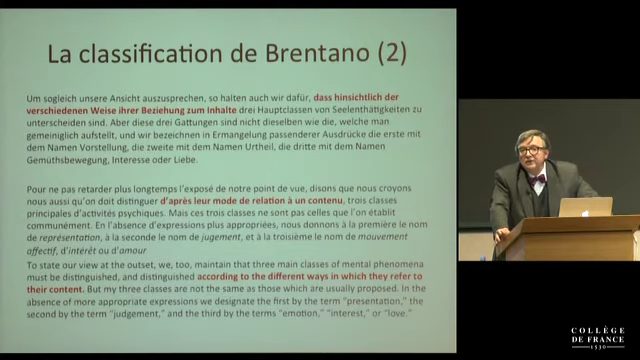 La classification de Brentano (2)
Um sogleich unsere Ansicht auszusprechen, so halten auch wir dafür, dass hinsichtlich der
verschiedenen Weise ihrer Beziehung zum Inhalte drei Hauptclassen von Seelenthätigkeiten zu
unterscheiden sind. Aber diese drei Gattungen sind nicht dieselben wie die, welche man
gemeiniglich aufstellt, und wir bezeichnen in Ermangelung passenderer Ausdrücke die erste mit
dem Namen Vorstellung, die zweite mit dem Namen Urtheil, die dritte mit dem Namen
Gemüthsbewegung, Interesse oder Liebe.
Pour ne pas retarder plus longtemps l'exposé de notre point de vue, disons que nous croyons
nous aussi qu'on doit distinguer d'après leur mode de relation à un contenu, trois classes
principales d'activités psychiques. Mais ces trois classes ne sont pas celles que l'on établit
communément. En l'absence d'expressions plus appropriées, nous donnons à la première le nom
de représentation, à la seconde le nom de jugement, et à la troisième le nom de mouvement
affectif, d'intérêt ou d'amour
To state our view at the outset, we, too, maintain that three main classes of mental phenomena
must be distinguished, and distinguished according to the different ways in which they refer to
their content. But my three classes are not the same as those which are usually proposed. In the
absence of more appropriate expressions we designate the first by the term "presentation," the
second by the term "judgement," and the third by the terms "emotion," "interest," or "love."
COLLÈGE
DE FRANCE
1530